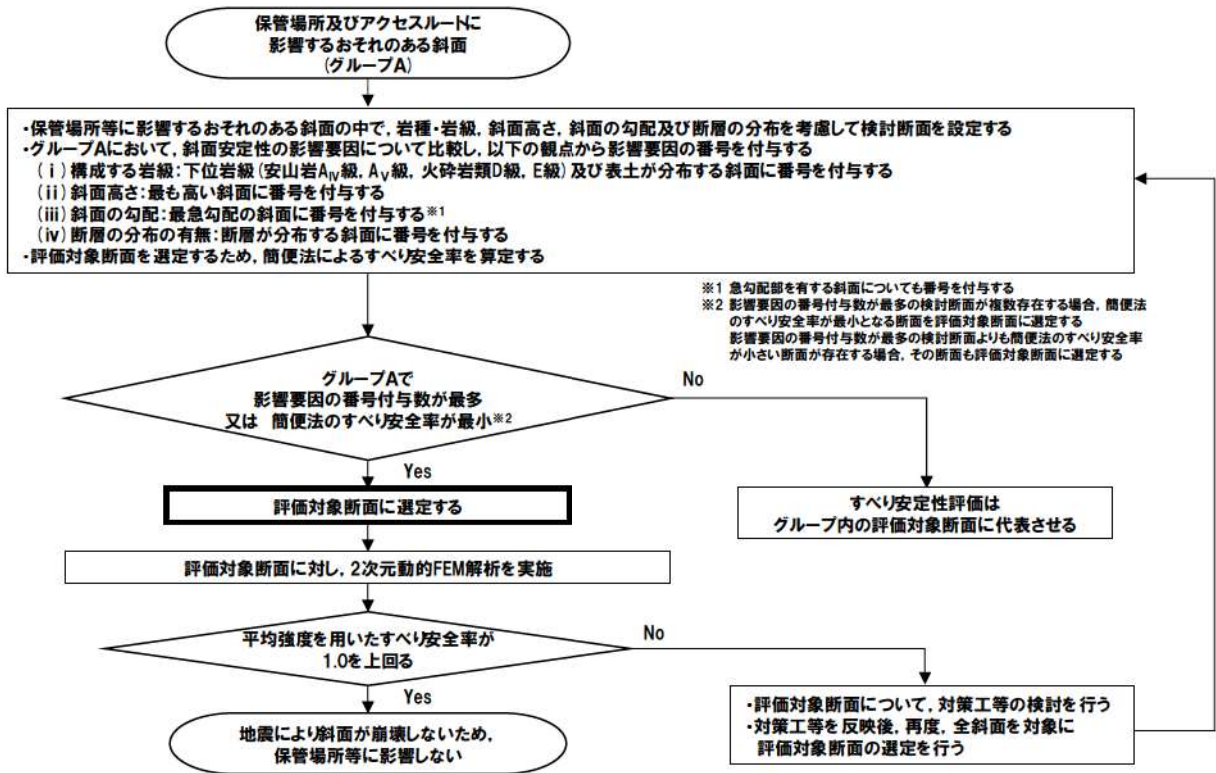 保管場所及びアクセスルートに
影響するおそれのある斜面
(グループA)
・保管場所等に影響するおそれのある斜面の中で，岩種・岩級，斜面高さ，斜面の勾配及び断層の分布を考慮して検討断面を設定する
・グループAにおいて，斜面安定性の影響要因について比較し，以下の観点から影響要因の番号を付与する
(ⅰ)構成する岩級：下位岩級(安山岩AⅣ級，AⅤ級，火砕岩類D級，E級)及び表土が分布する斜面に番号を付与する
(ii)斜面高さ：最も高い斜面に番号を付与する
(iii)斜面の勾配：最急勾配の斜面に番号を付与する※1
(iv)断層の分布の有無：断層が分布する斜面に番号を付与する
・評価対象断面を選定するため，簡便法によるすべり安全率を算定する
※1 急勾配部を有する斜面についても番号を付与する
※2 影響要因の番号付与数が最多の検討断面が複数存在する場合，簡便法
のすべり安全率が最小となる断面を評価対象断面に選定する
影響要因の番号付与数が最多の検討断面よりも簡便法のすべり安全率
が小さい断面が存在する場合，その断面も評価対象断面に選定する
グループAで
影響要因の番号付与数が最多
又は 簡便法のすべり安全率が最小※2
No
Yes
評価対象断面に選定する
すべり安定性評価は
グループ内の評価対象断面に代表させる
評価対象断面に対し，2次元動的FEM解析を実施
平均強度を用いたすべり安全率が
1.0を上回る
No
Yes
・評価対象断面について，対策工等の検討を行う
・対策工等を反映後，再度，全斜面を対象に
評価対象断面の選定を行う
地震により斜面が崩壊しないため，
保管場所等に影響しない